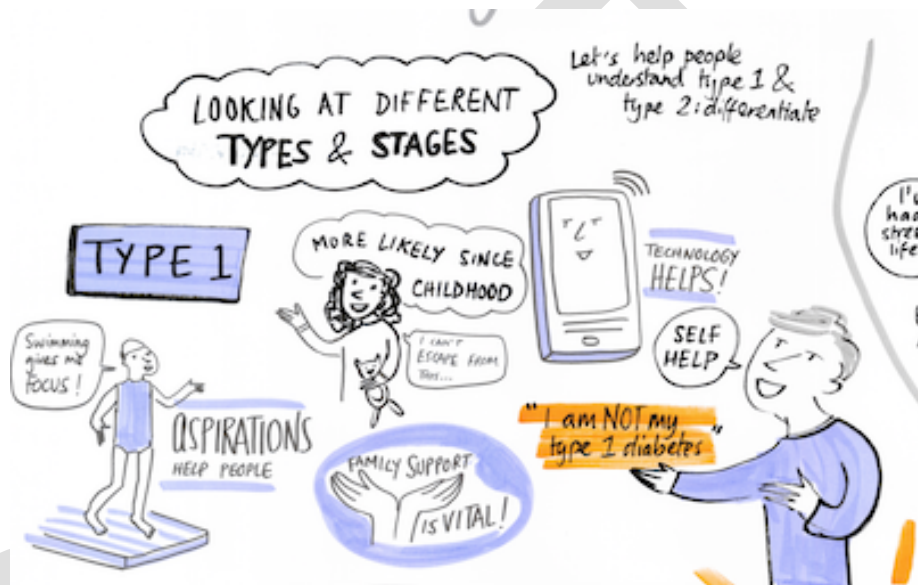 LOOKING AT DIFFERENT
TYPES & STAGES
Let's help people
understand type 1 &
type 2: differentiate
TYPE 1
MORE LIKELY SINCE
CHILDHOOD
I CAN'T
ESCAPE FROM
THIS...
TECHNOLOGY
HELPS!
SELF
HELP
Swimming
gives me
FOCUS!
ASPIRATIONS
HELP PEOPLE
FAMILY SUPPORT
IS VITAL!
"I am NOT my
type 1 diabetes"
life